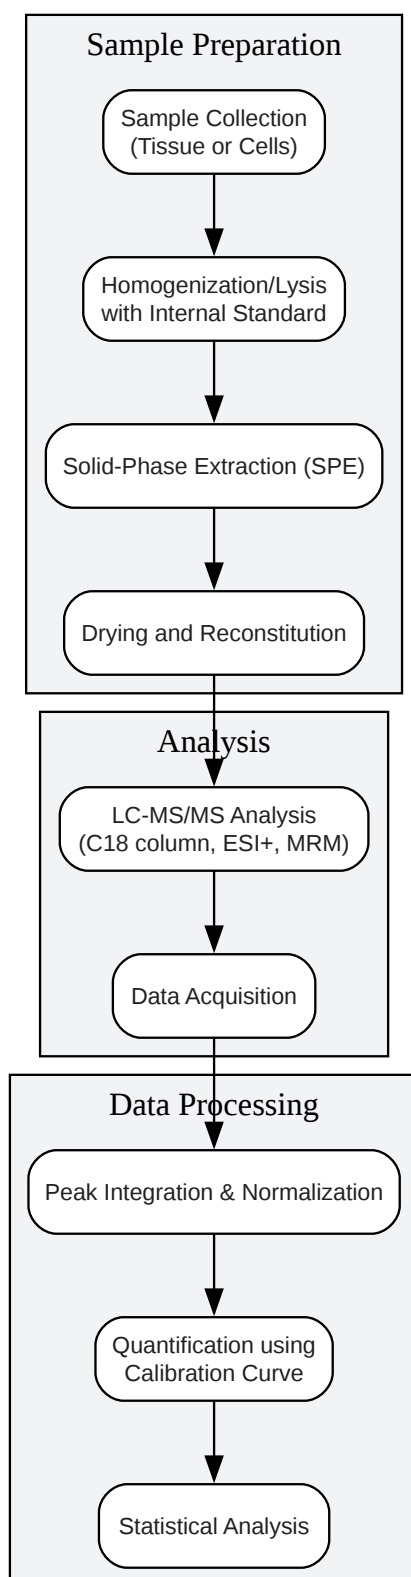 Sample Preparation
Sample Collection
(Tissue or Cells)
Homogenization/Lysis
with Internal Standard
Solid-Phase Extraction (SPE)
Drying and Reconstitution
Analysis
LC-MS/MS Analysis
(C18 column, ESI+, MRM)
Data Acquisition
Data Processing
Peak Integration & Normalization
Quantification using
Calibration Curve
Statistical Analysis